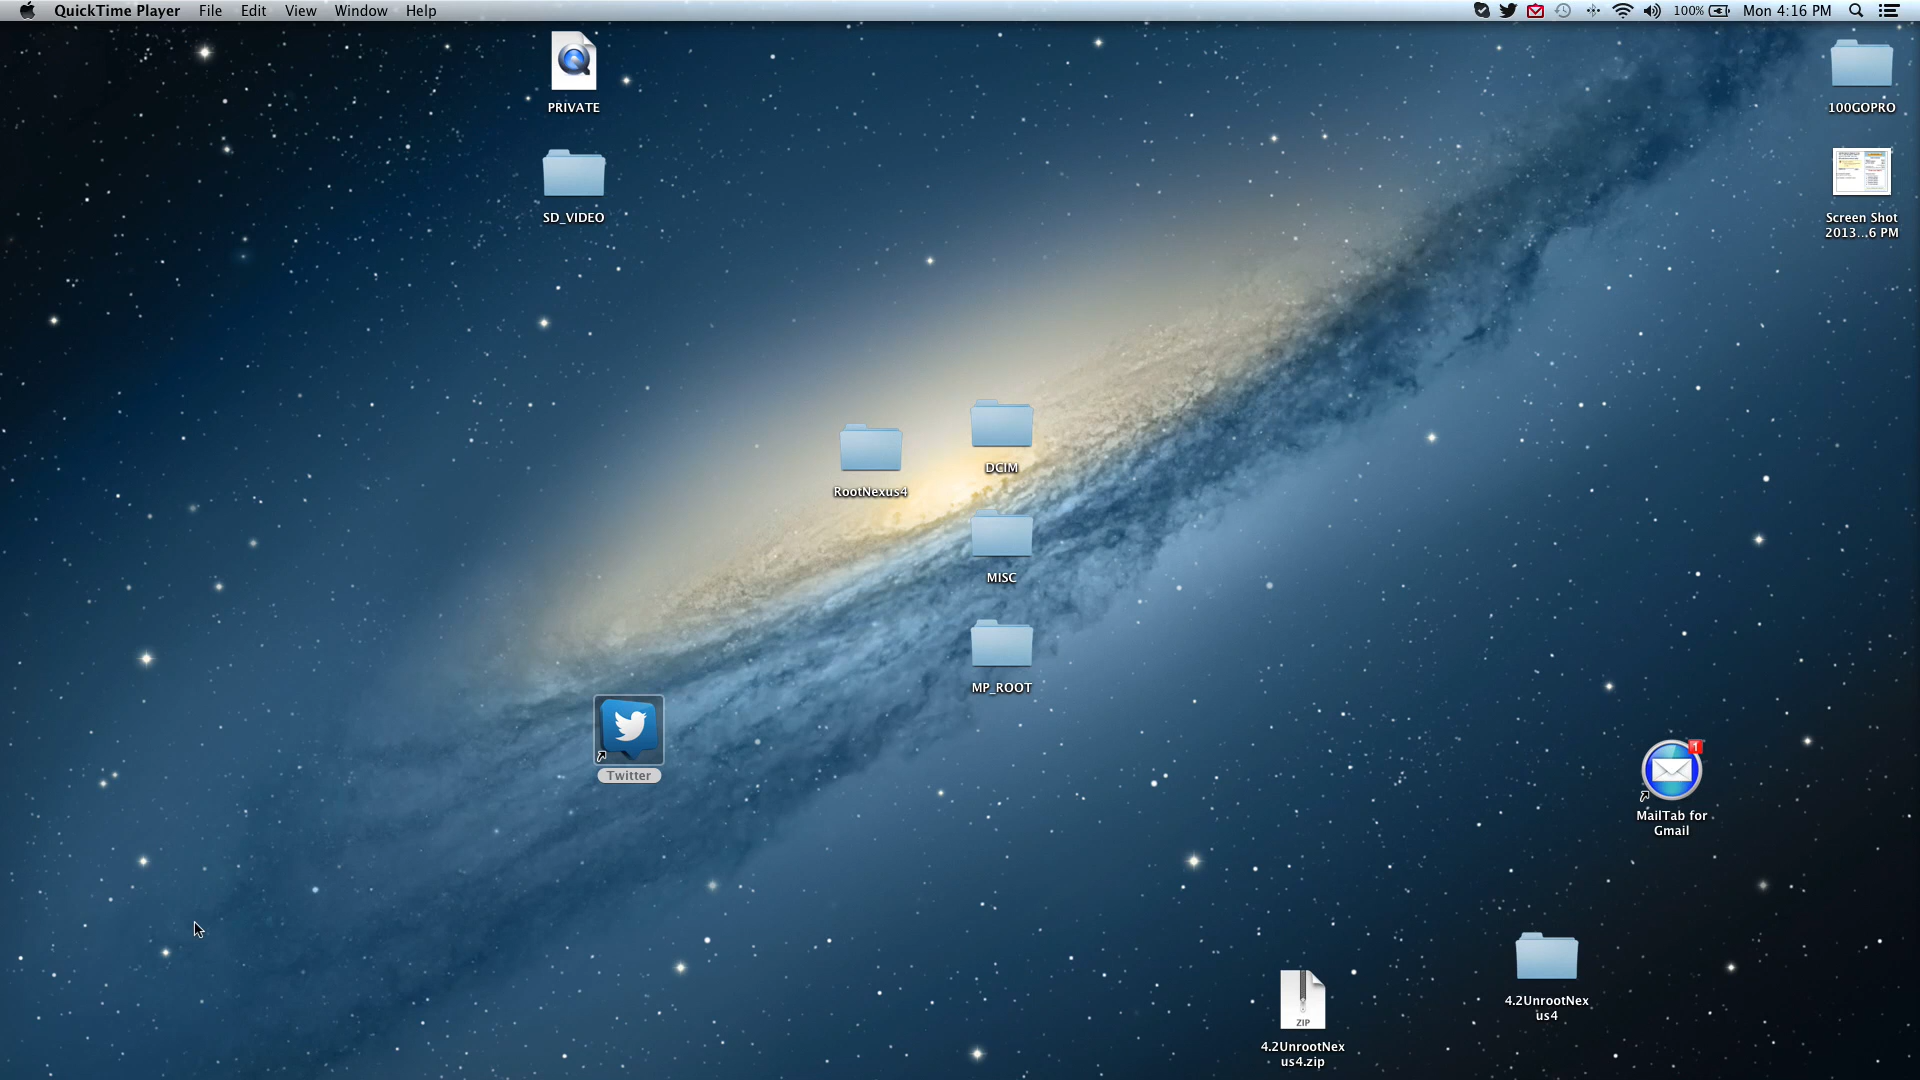 QuickTime Player File Edit View Window Help 100% Mon 4:16 PM
PRIVATE
100GOPRO
SD_VIDEO
Screen Shot
2013...6 PM
DCIM
RootNexus4
MISC
MP_ROOT
Twitter
1
MailTab for
Gmail
4.2UnrootNex
us4
ZIP
4.2UnrootNex
us4.zip